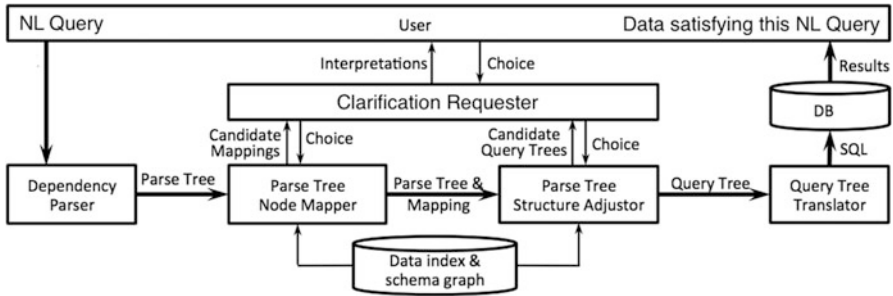 NL Query
User
Data satisfying this NL Query
Interpretations
Choice
Results
Clarification Requester
DB
Candidate
Mappings
Choice
Candidate
Query Trees
Choice
SQL
Dependency
Parser
Parse Tree
Parse Tree
Node Mapper
Parse Tree &
Mapping
Parse Tree
Structure Adjustor
Query Tree
Query Tree
Translator
Data index &
schema graph